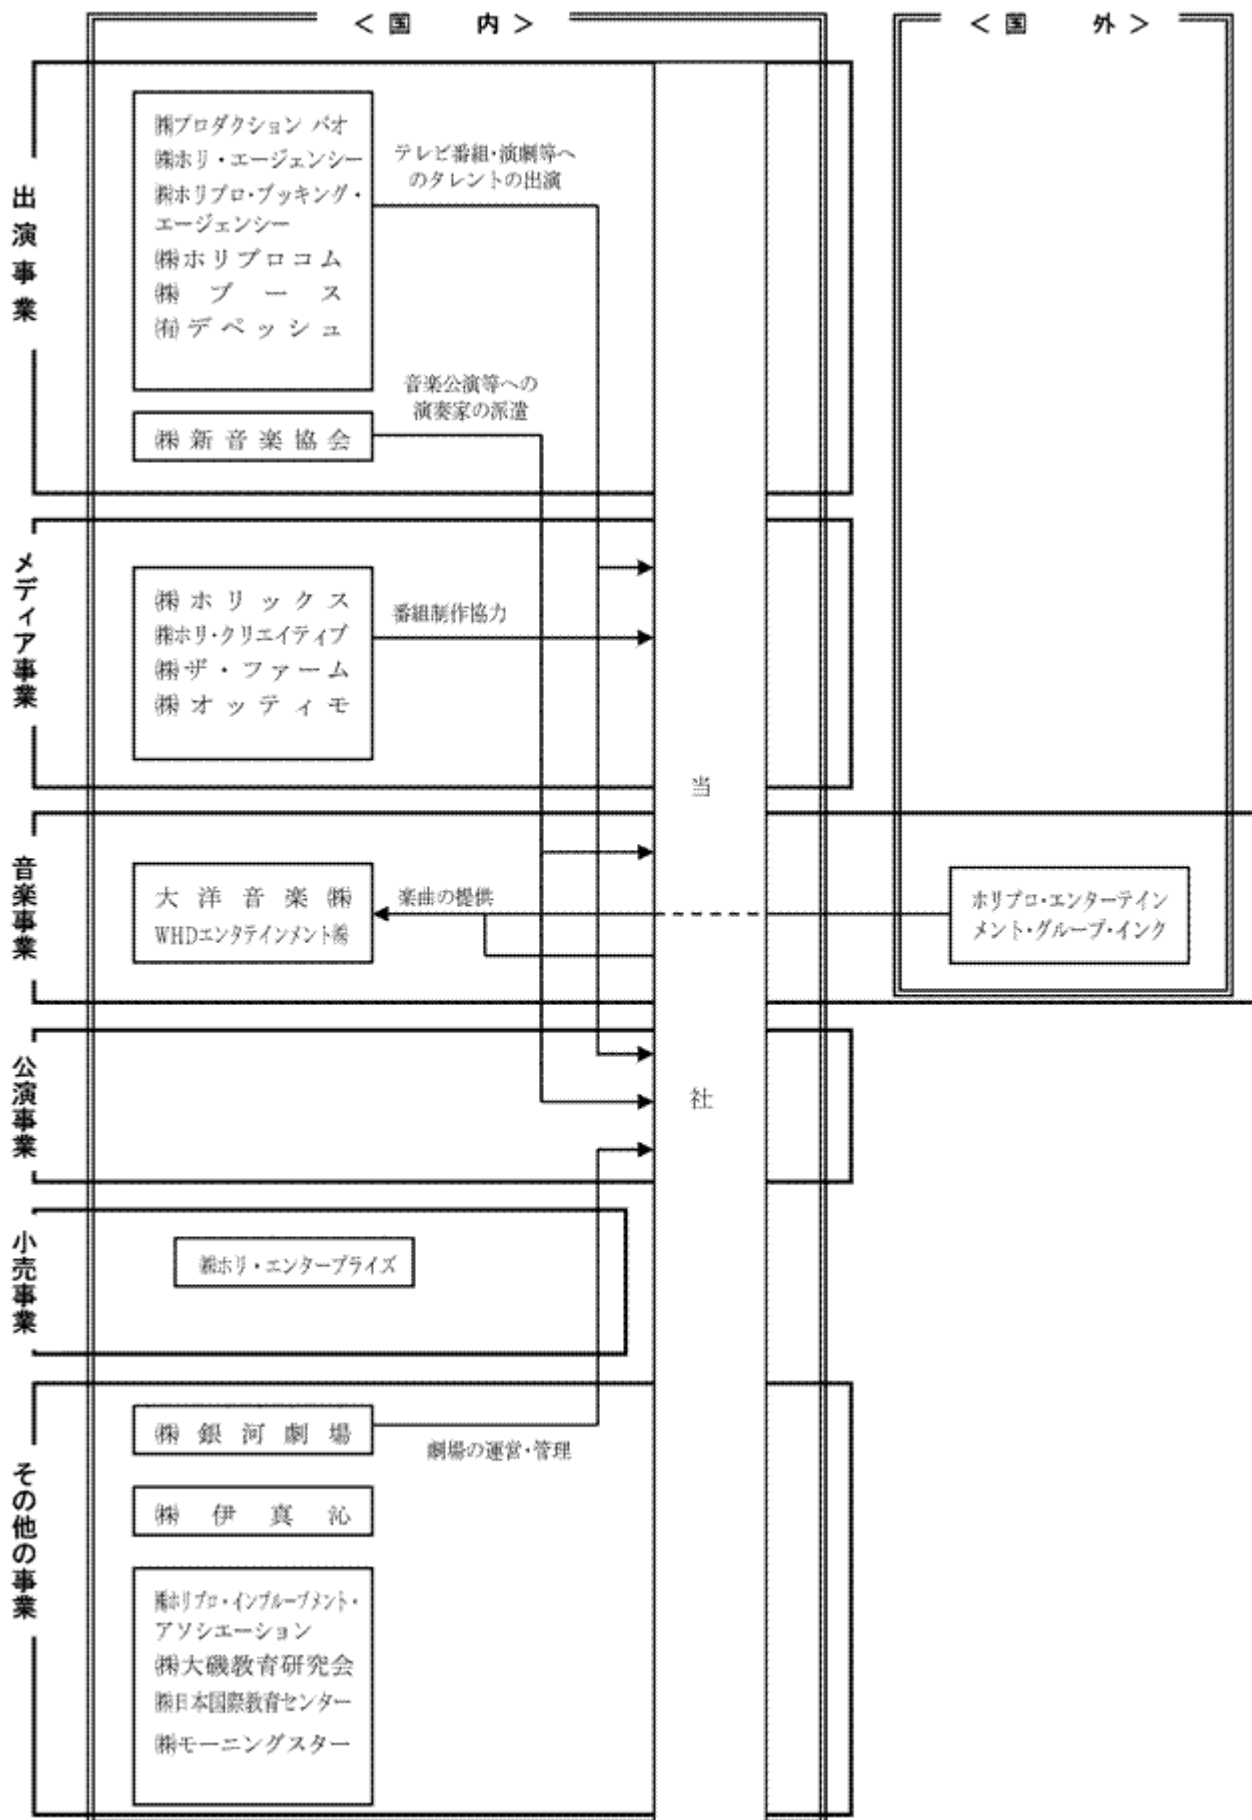 ＜国 内＞
＜国 外＞
出演事業
㈱プロダクション パオ
㈱ホリ・エージェンシー
㈱ホリプロ・ブッキング・
エージェンシー
㈱ホリプロコム
㈱ブース
㈲デペッシュ
テレビ番組・演劇等へ
のタレントの出演
㈱新音楽協会
音楽公演等への
演奏家の派遣
メディア事業
㈱ホリックス
㈱ホリ・クリエイティブ
㈱ザ・ファーム
㈱オッティモ
番組制作協力
当社
音楽事業
大洋音楽㈱
WHDエンタテインメント㈱
楽曲の提供
ホリプロ・エンターテイン
メント・グループ・インク
公演事業
小売事業
㈱ホリ・エンタープライズ
その他の事業
㈱銀河劇場
劇場の運営・管理
㈱伊真沁
㈱ホリプロ・インプルーブメント・
アソシエーション
㈱大磯教育研究会
㈱日本国際教育センター
㈱モーニングスター